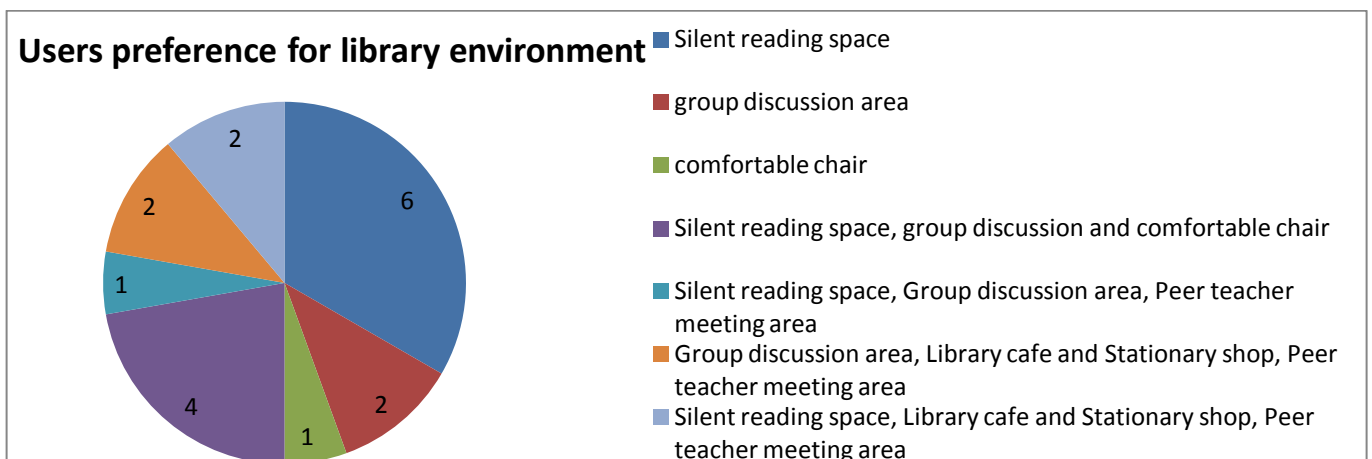 Users preference for library environment
Silent reading space
group discussion area
comfortable chair
Silent reading space, group discussion and comfortable chair
Silent reading space, Group discussion area, Peer teacher
meeting area
Group discussion area, Library cafe and Stationary shop, Peer
teacher meeting area
Silent reading space, Library cafe and Stationary shop, Peer
teacher meeting area
6
2
1
4
1
2
2